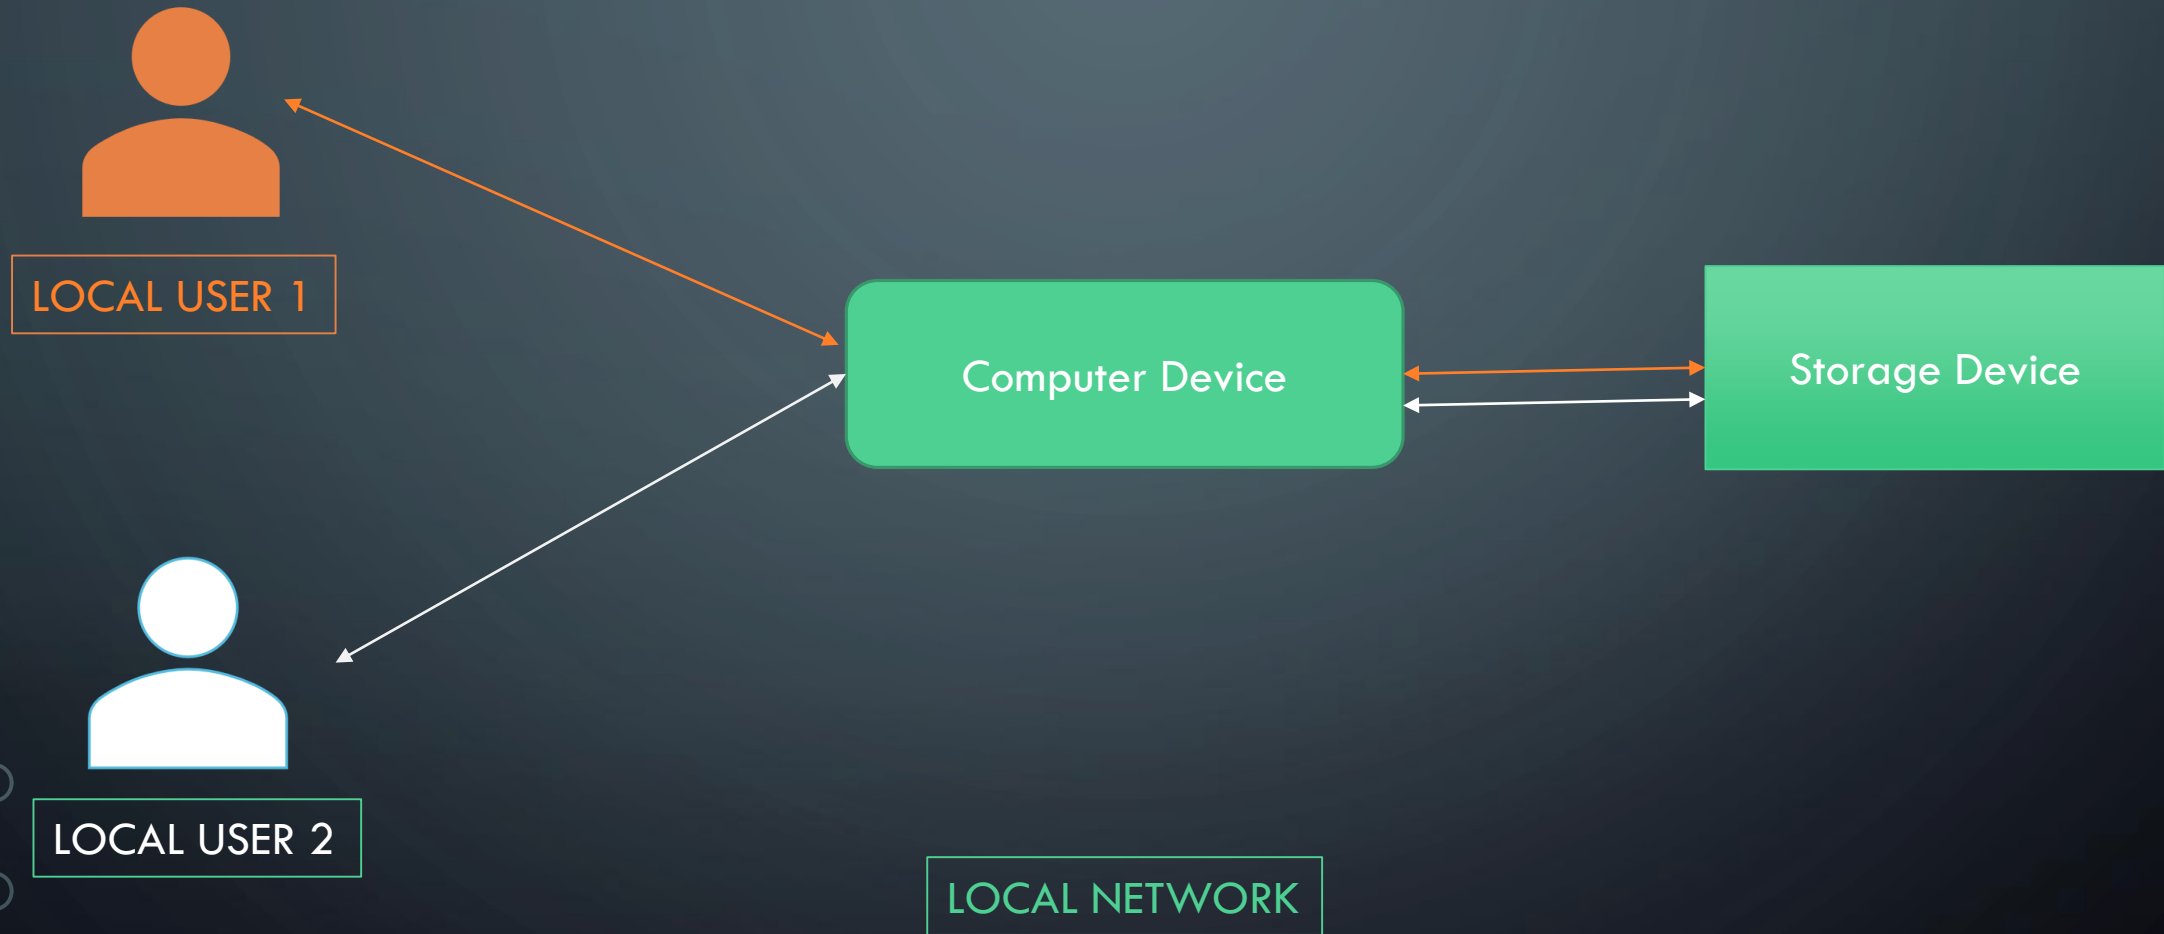 LOCAL USER 1
Computer Device
Storage Device
LOCAL USER 2
LOCAL NETWORK